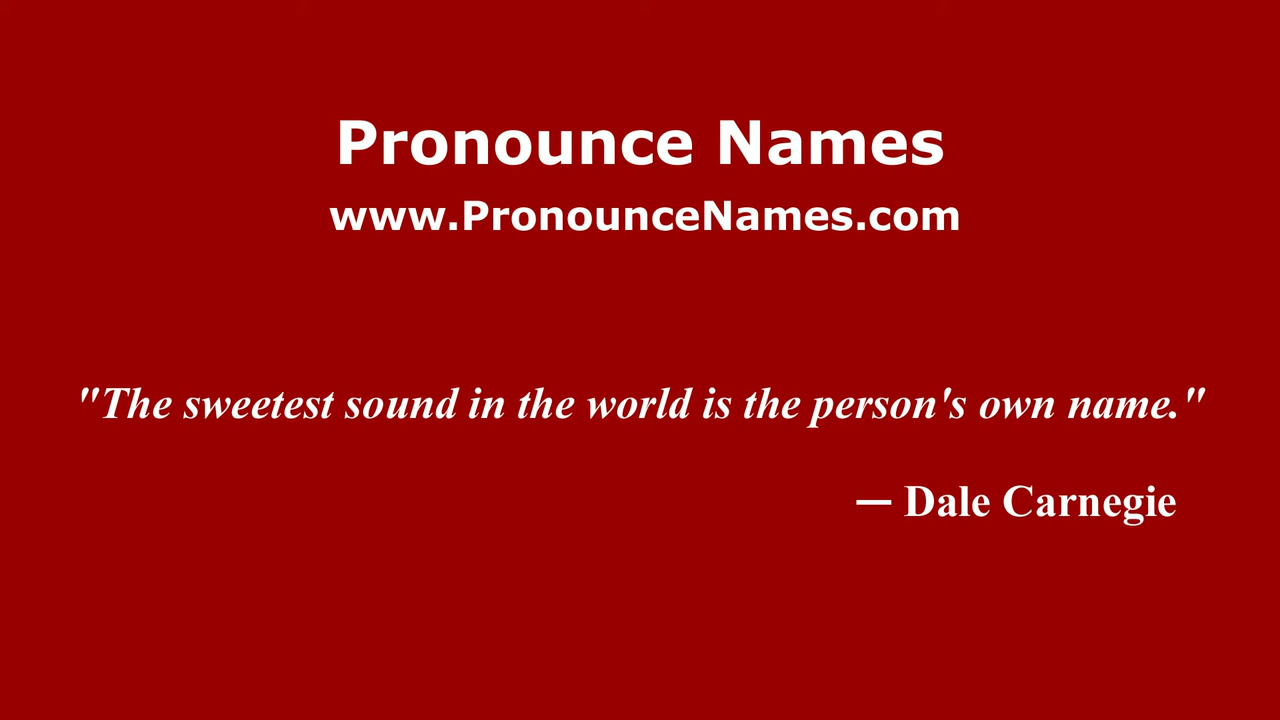 Pronounce Names
www.PronounceNames.com
"The sweetest sound in the world is the person's own name."
— Dale Carnegie